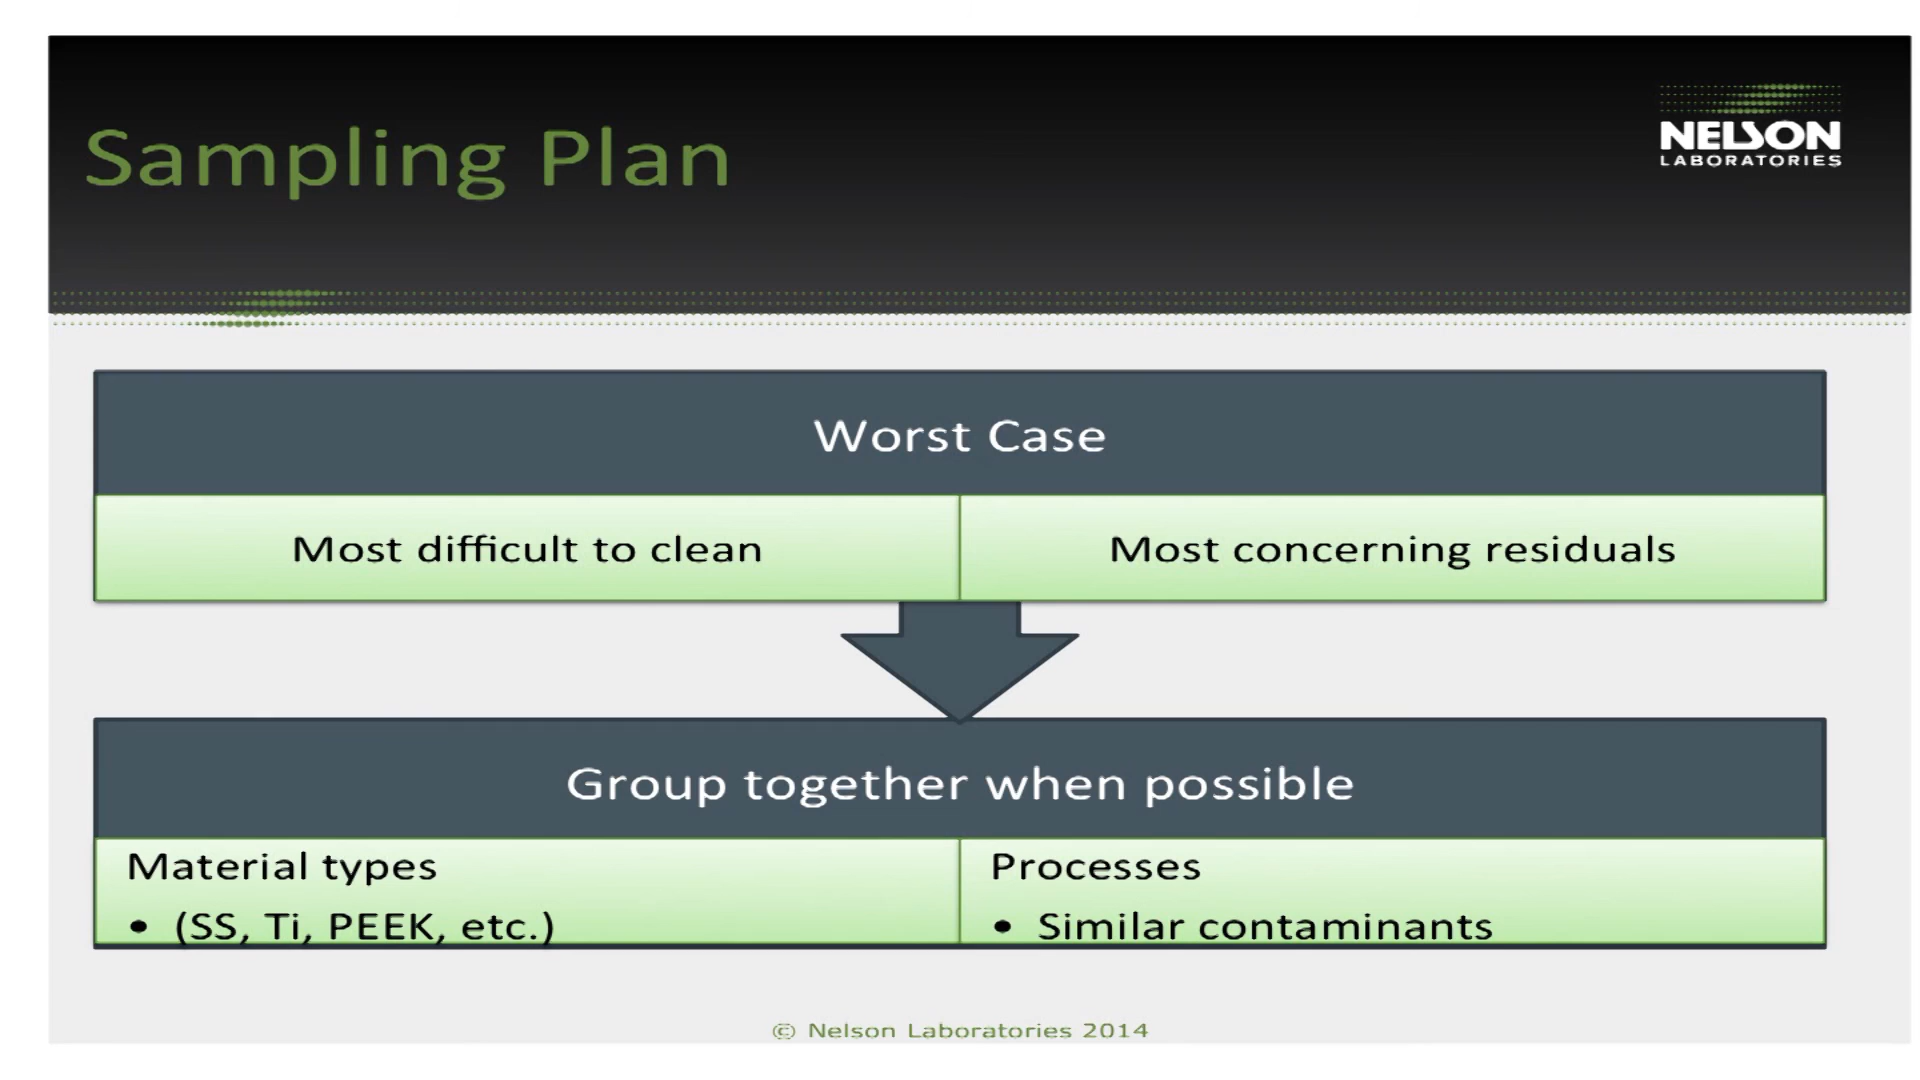 Sampling Plan
NELSON
LABORATORIES
Worst Case
Most difficult to clean
Most concerning residuals
Group together when possible
Material types
• (SS, Ti, PEEK, etc.)
Processes
• Similar contaminants
© Nelson Laboratories 2014